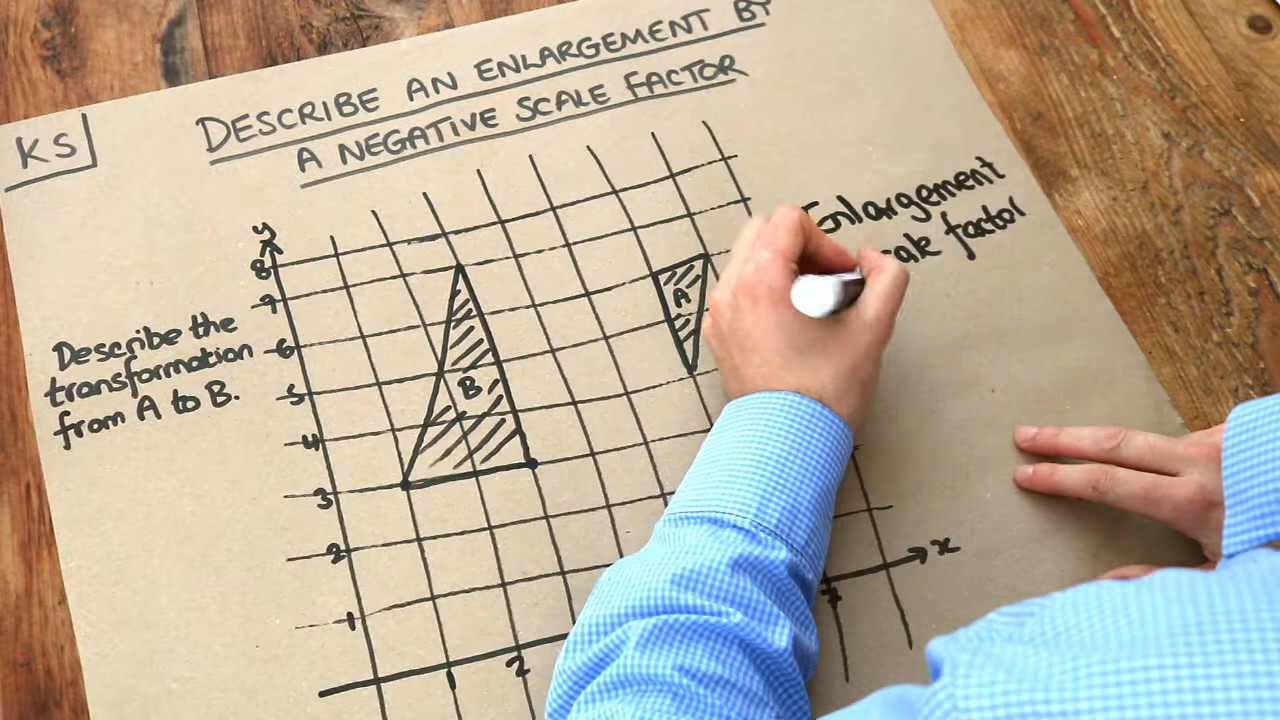 DESCRIBE AN ENLARGEMENT BY
A NEGATIVE SCALE FACTOR
KS
Enlargement
factor
Describe the
transformation
from A to B.
y
8
7
6
5
4
3
2
1
A
B
1
2
7
x